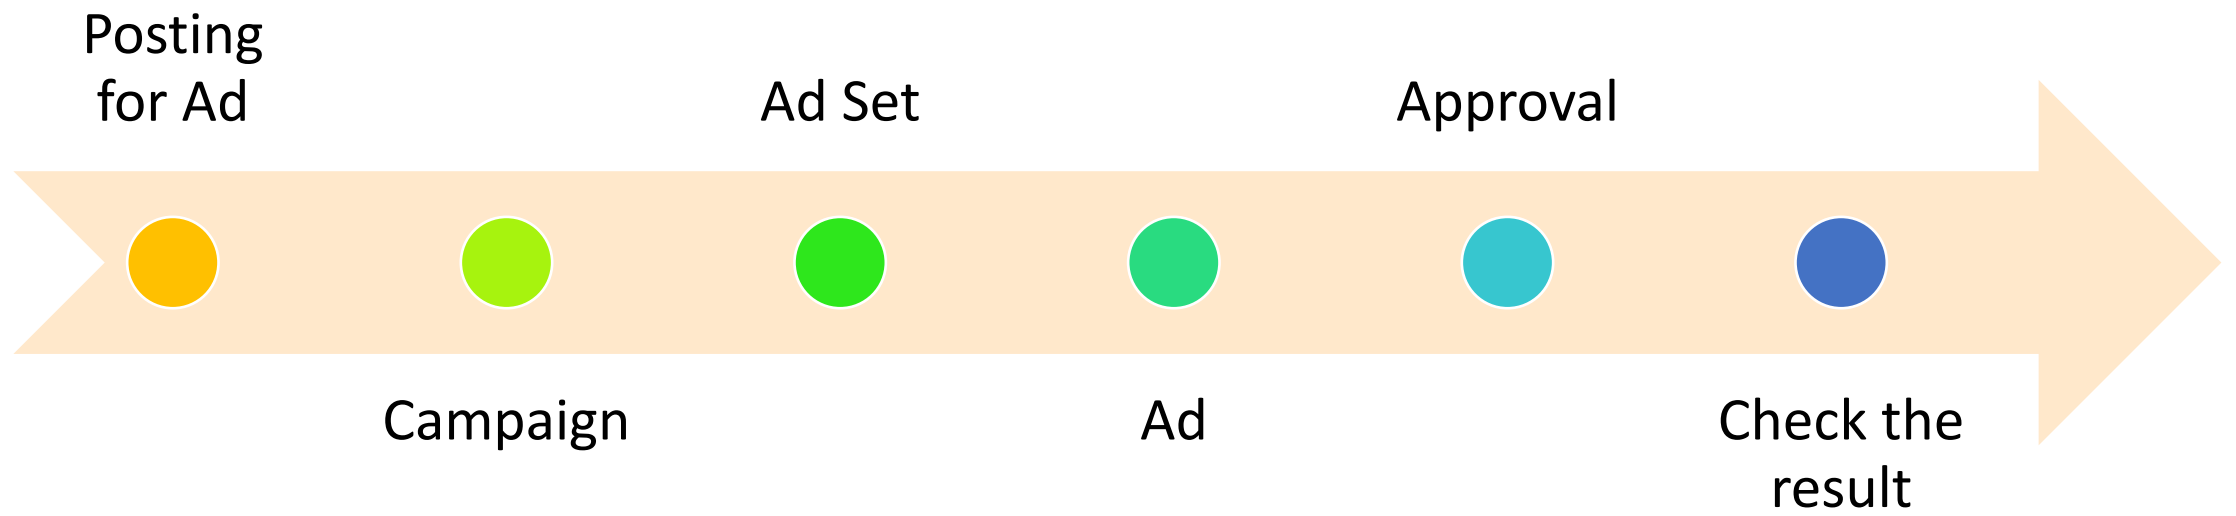 Posting
for Ad
Campaign
Ad Set
Ad
Approval
Check the
result